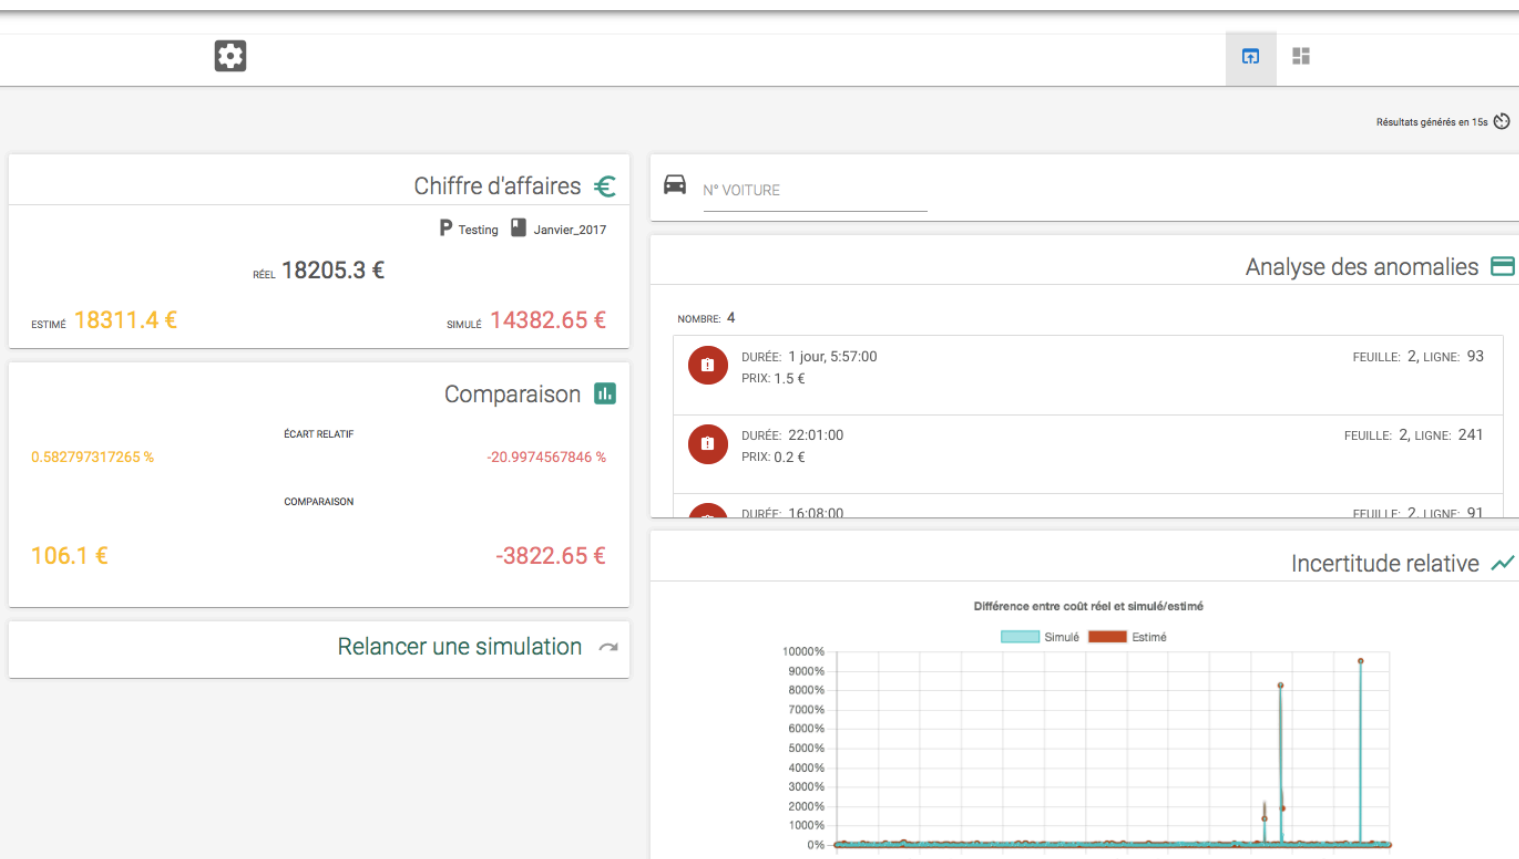 Résultats générés en 15s
Chiffre d'affaires
P Testing Janvier_2017
RÉEL 18205.3 €
ESTIMÉ 18311.4 €
SIMULÉ 14382.65 €
Comparaison
ÉCART RELATIF
0.582797317265 %
-20.9974567846 %
COMPARAISON
106.1 €
-3822.65 €
Relancer une simulation
N° VOITURE
Analyse des anomalies
NOMBRE: 4
DURÉE: 1 jour, 5:57:00
FEUILLE: 2, LIGNE: 93
PRIX: 1.5 €
DURÉE: 22:01:00
FEUILLE: 2, LIGNE: 241
PRIX: 0.2 €
DURÉE: 16:08:00
FEUILLE: 2, LIGNE: 91
Incertitude relative
Différence entre coût réel et simulé/estimé
Simulé Estimé
10000%
9000%
8000%
7000%
6000%
5000%
4000%
3000%
2000%
1000%
0%